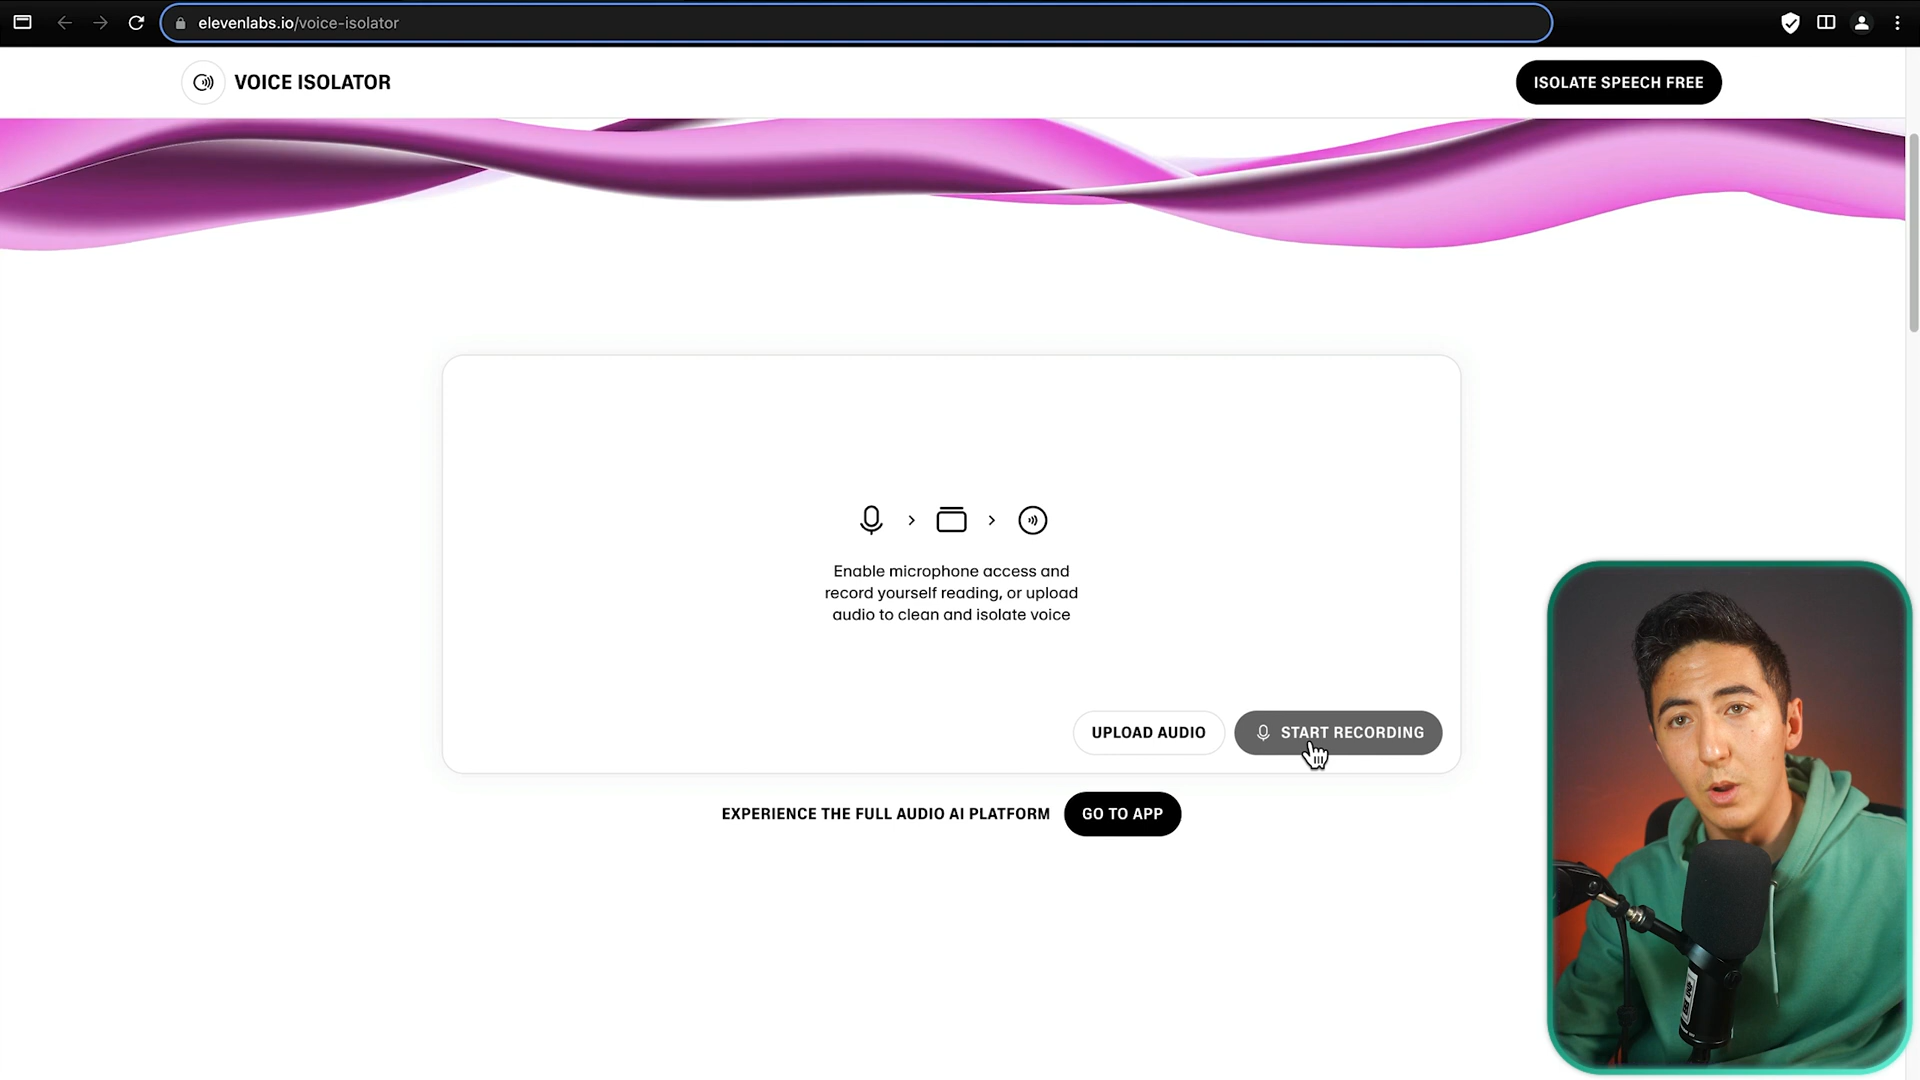 elevenlabs.io/voice-isolator
VOICE ISOLATOR
ISOLATE SPEECH FREE
Enable microphone access and
record yourself reading, or upload
audio to clean and isolate voice
UPLOAD AUDIO
START RECORDING
EXPERIENCE THE FULL AUDIO AI PLATFORM
GO TO APP